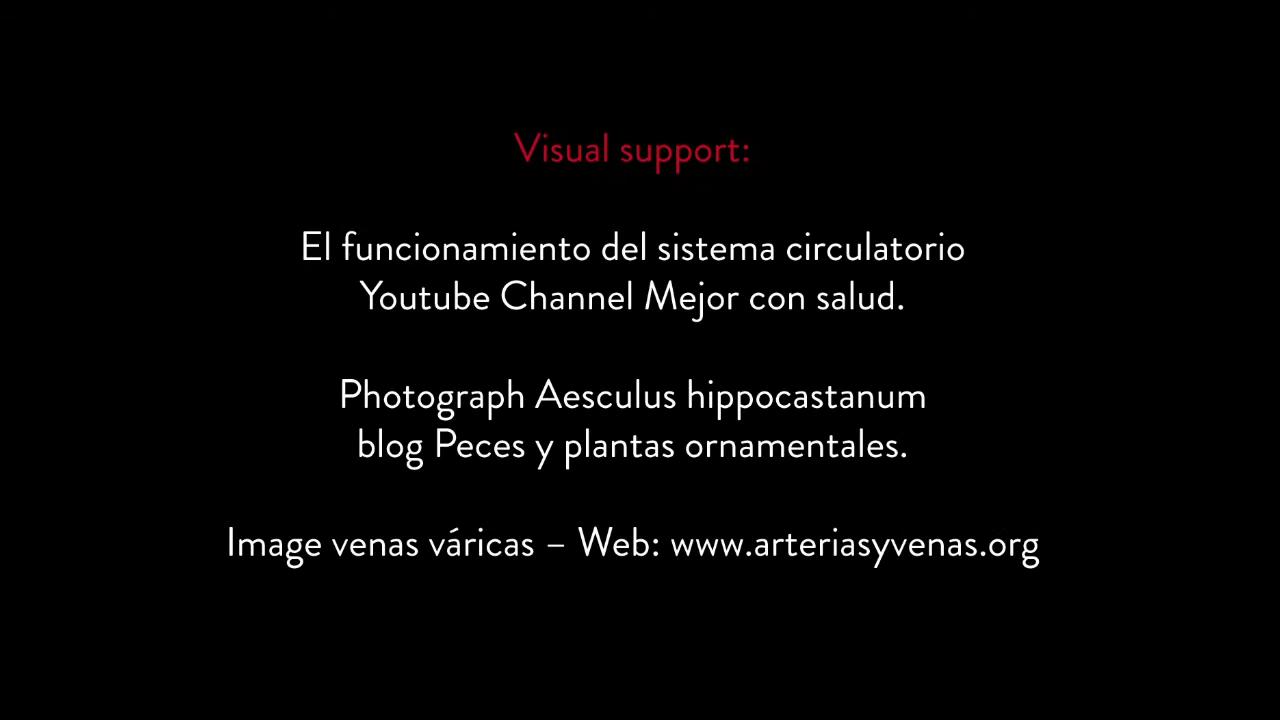 Visual support:
El funcionamiento del sistema circulatorio
Youtube Channel Mejor con salud.
Photograph Aesculus hippocastanum
blog Peces y plantas ornamentales.
Image venas váricas – Web: www.arteriasyvenas.org